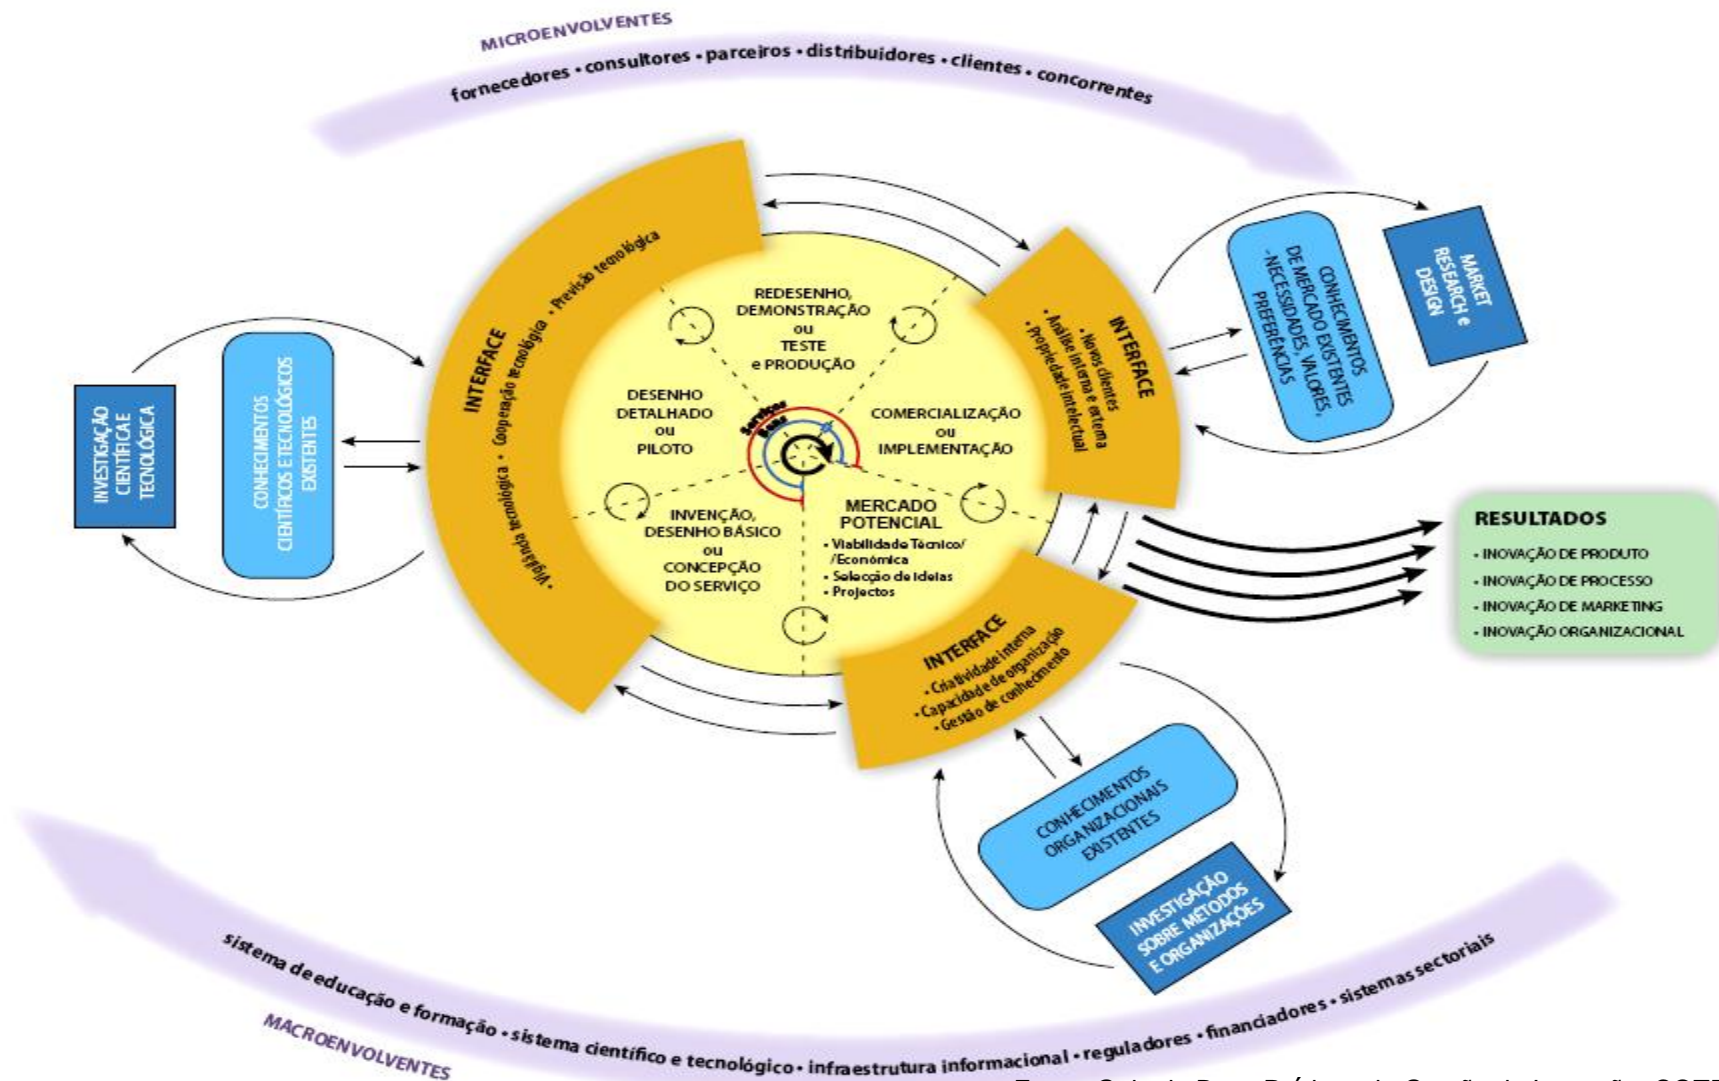 MICROENVOLVENTES
fornecedores • consultores • parceiros • distribuidores • clientes • concorrentes
INVESTIGAÇÃO
CIENTÍFICA E
TECNOLÓGICA
CONHECIMENTOS
CIENTÍFICOS E TECNOLÓGICOS
EXISTENTES
INTERFACE
• Vigilância tecnológica • Cooperação tecnológica • Previsão tecnológica
REDESENHO,
DEMONSTRAÇÃO
ou
TESTE
e PRODUÇÃO
DESENHO
DETALHADO
ou
PILOTO
Serviços
Bens
COMERCIALIZAÇÃO
ou
IMPLEMENTAÇÃO
INVENÇÃO,
DESENHO BÁSICO
ou
CONCEPÇÃO
DO SERVIÇO
MERCADO
POTENCIAL
• Viabilidade Técnico/
/Económica
• Selecção de Ideias
• Projectos
INTERFACE
• Novos clientes
• Análise interna e externa
• Propriedade intelectual
CONHECIMENTOS
DE MERCADO EXISTENTES
- NECESSIDADES, VALORES,
PREFERÊNCIAS
MARKET
RESEARCH e
DESIGN
RESULTADOS
• INOVAÇÃO DE PRODUTO
• INOVAÇÃO DE PROCESSO
• INOVAÇÃO DE MARKETING
• INOVAÇÃO ORGANIZACIONAL
INTERFACE
• Criatividade interna
• Capacidade de organização
• Gestão de conhecimento
CONHECIMENTOS
ORGANIZACIONAIS
EXISTENTES
INVESTIGAÇÃO
SOBRE MÉTODOS
E ORGANIZAÇÕES
sistema de educação e formação • sistema científico e tecnológico • infraestrutura informacional • reguladores • financiadores • sistemas sectoriais
MACROENVOLVENTES